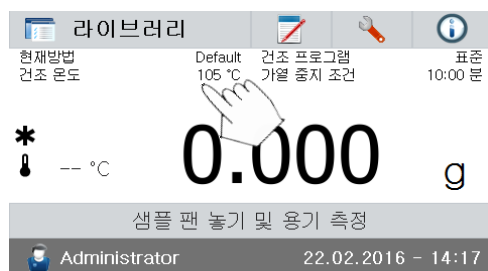 라이브러리
현재방법 Default 건조 프로그램 표준
건조 온도 105 °C 가열 중지 조건 10:00 분
-- °C 0.000 g
샘플 팬 놓기 및 용기 측정
Administrator 22.02.2016 - 14:17